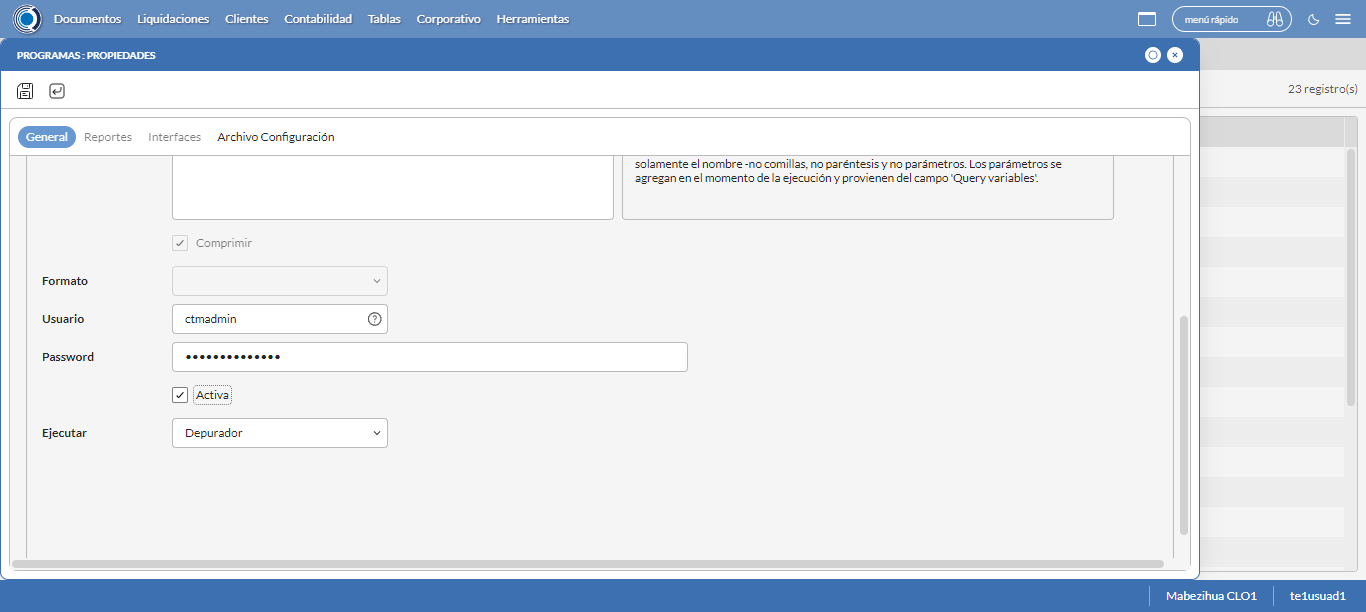 Documentos Liquidaciones Clientes Contabilidad Tablas Corporativo Herramientas menú rápido
PROGRAMAS : PROPIEDADES
23 registro(s)
General Reportes Interfaces Archivo Configuración
solamente el nombre -no comillas, no paréntesis y no parámetros. Los parámetros se
agregan en el momento de la ejecución y provienen del campo 'Query variables'.
Comprimir
Formato
Usuario ctmadmin
Password ••••••••••••••
Activa
Ejecutar Depurador
Mabezihua CLO1 te1usuad1